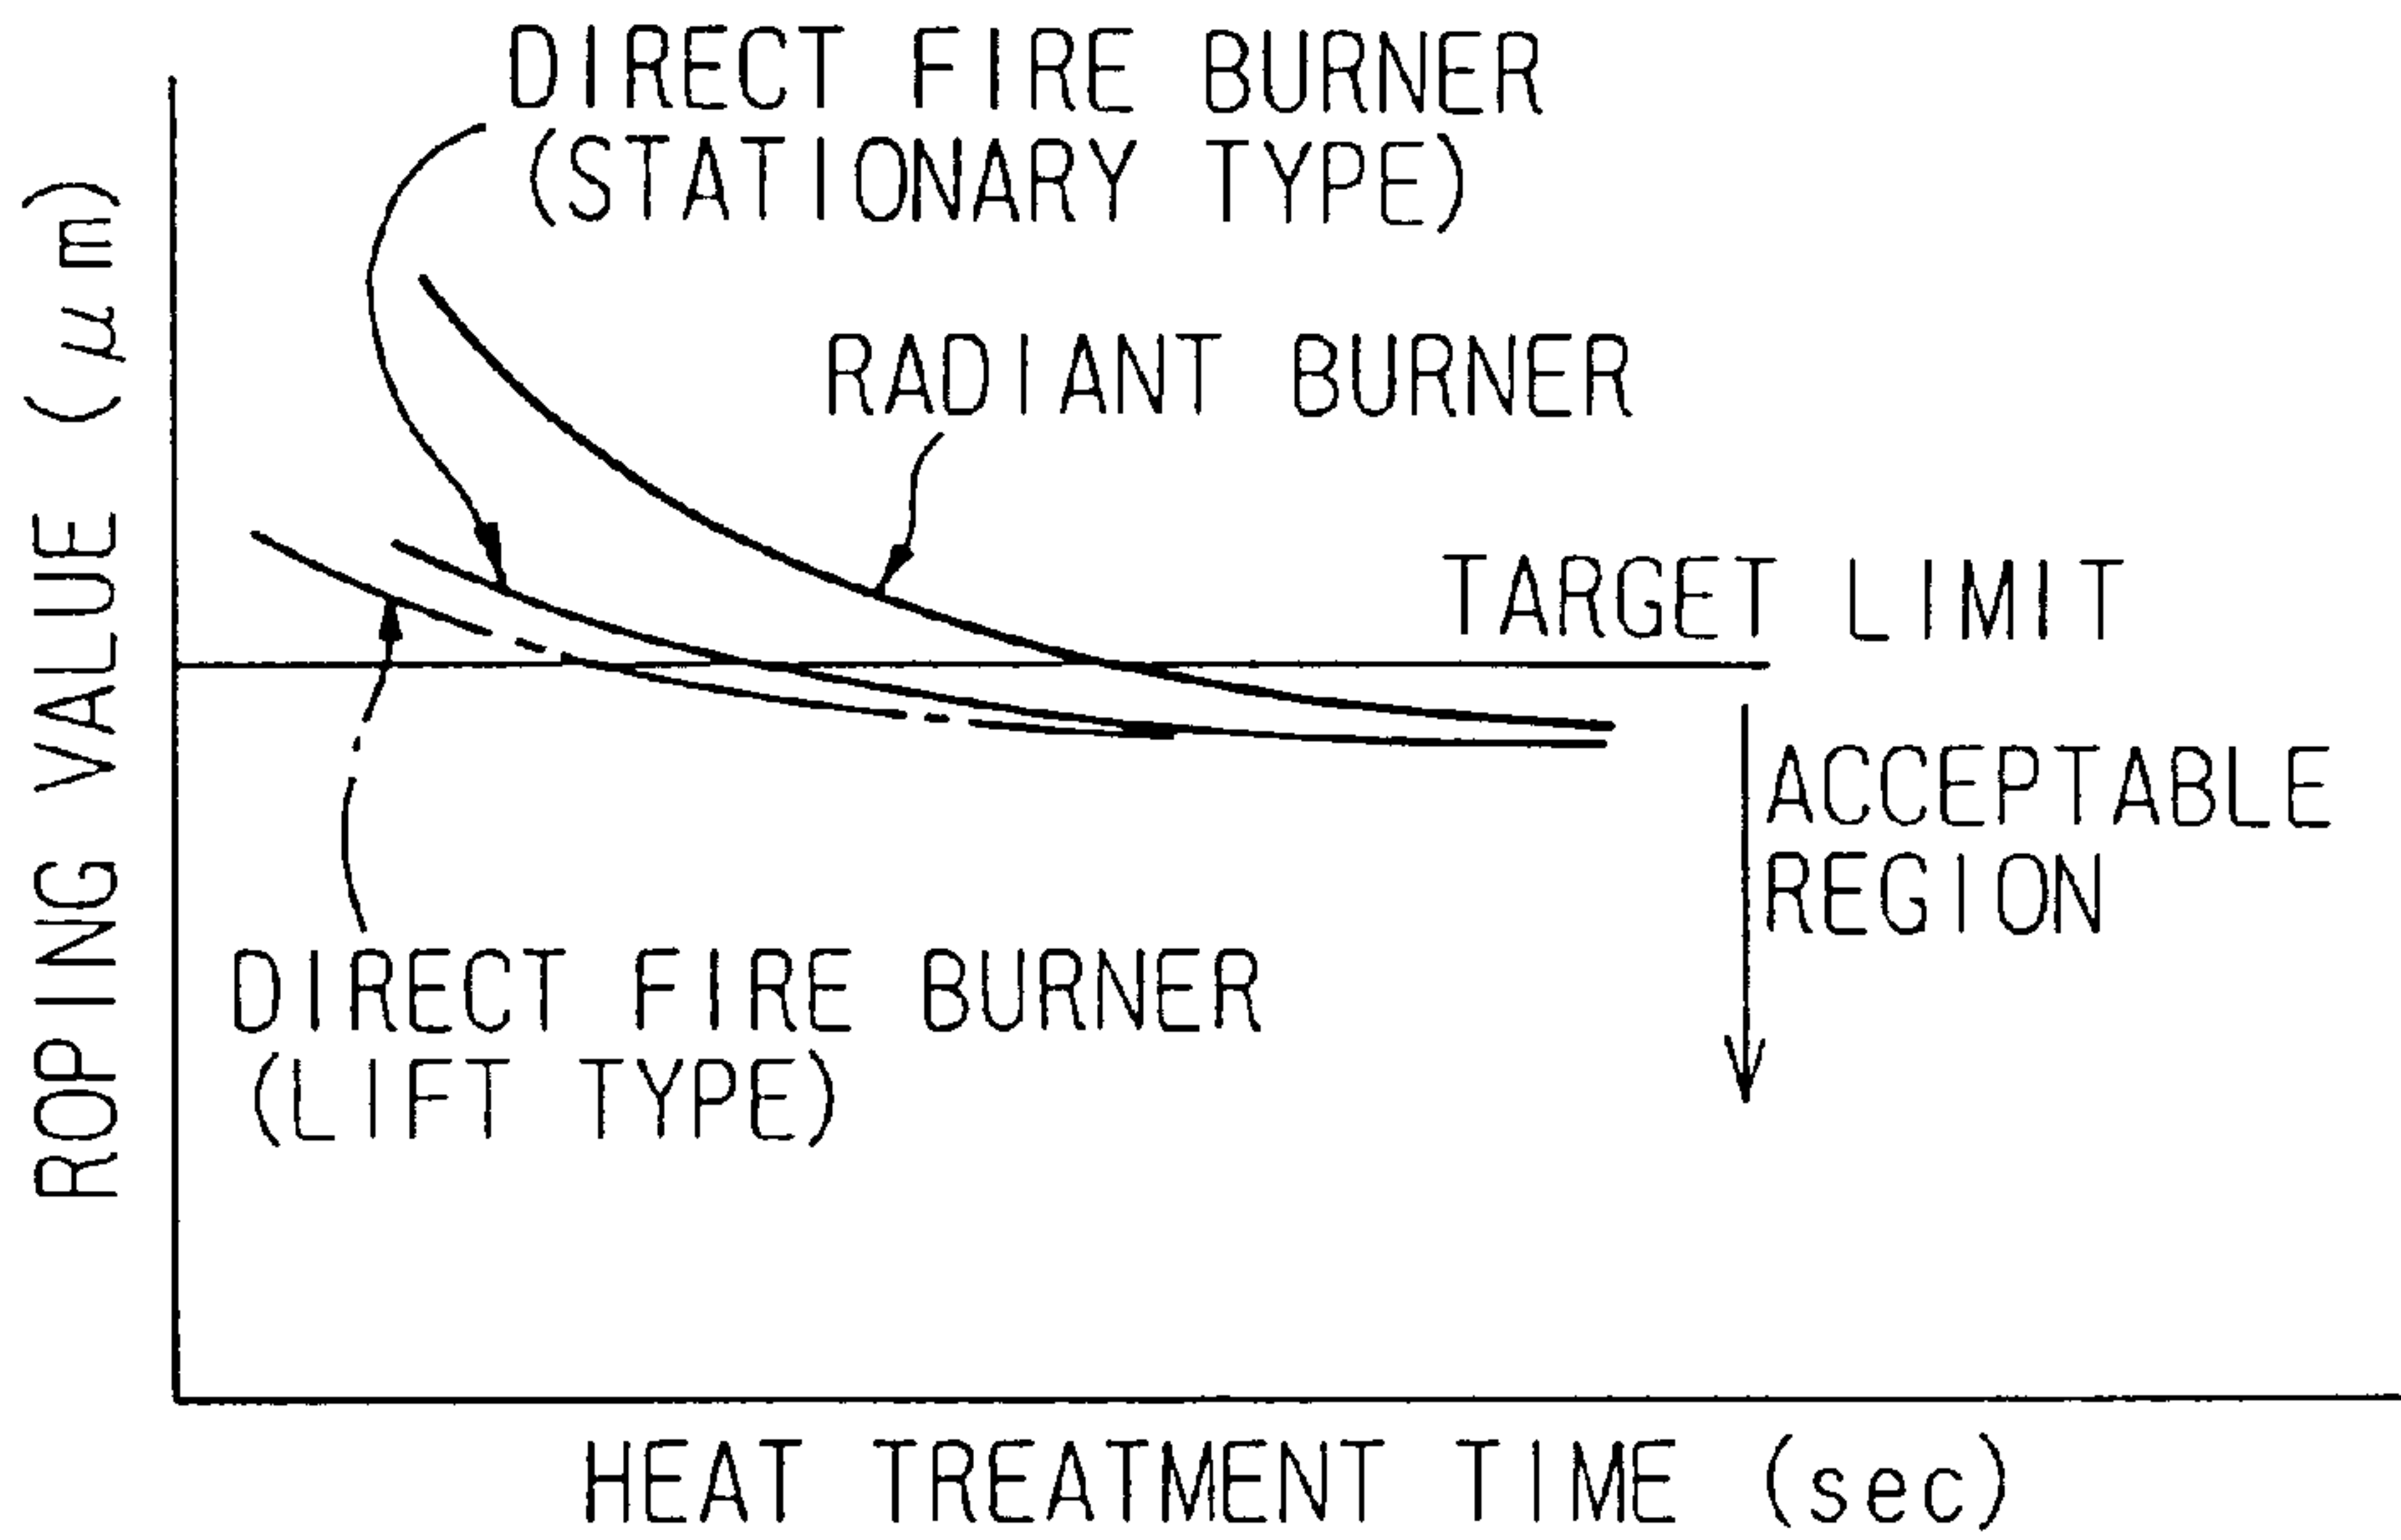 DIRECT FIRE BURNER
(STATIONARY TYPE)
RADIANT BURNER
TARGET LIMIT
ACCEPTABLE
REGION
DIRECT FIRE BURNER
(LIFT TYPE)
ROPING VALUE (μm)
HEAT TREATMENT TIME (sec)